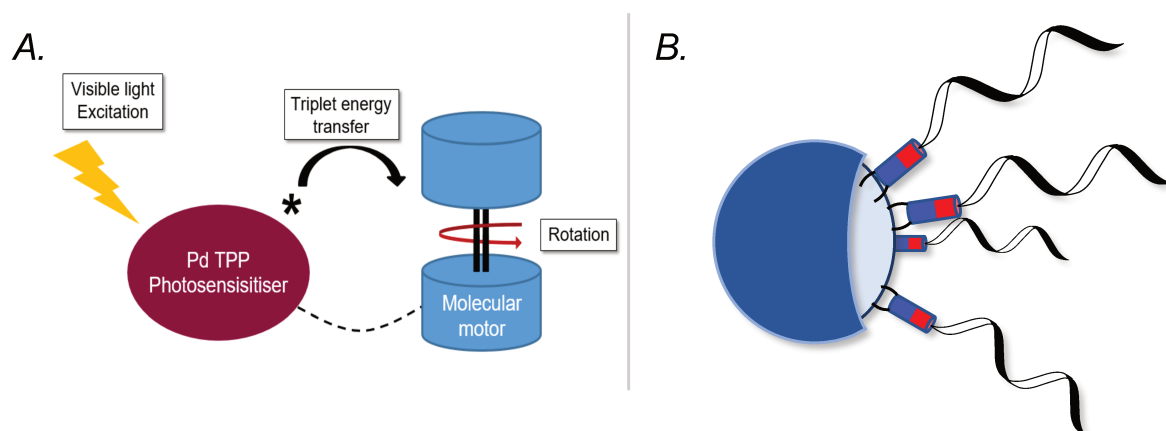 A.
B.
Visible light
Excitation
Triplet energy
transfer
*
Rotation
Pd TPP
Photosensisitiser
Molecular
motor